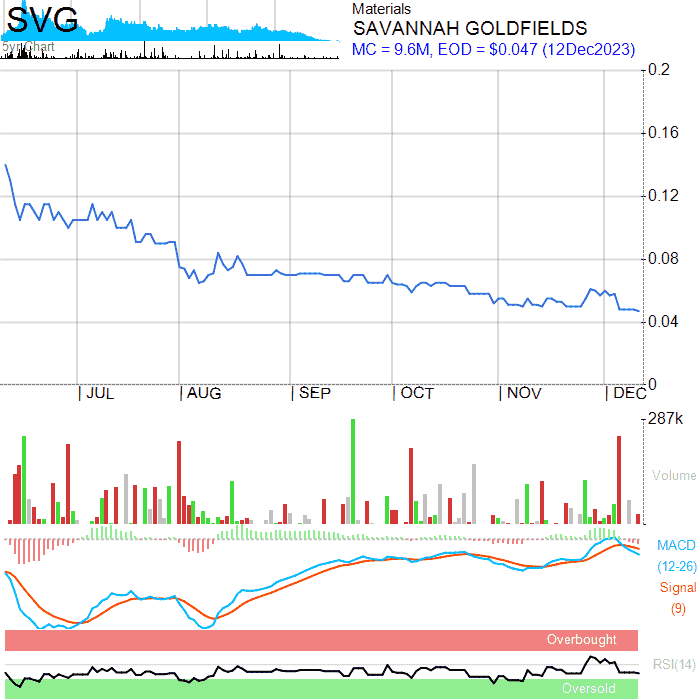 SVG
5yr Chart
Materials
SAVANNAH GOLDFIELDS
MC = 9.6M, EOD = $0.047 (12Dec2023)
0.2
0.16
0.12
0.08
0.04
0
JUL
AUG
SEP
OCT
NOV
DEC
287k
Volume
MACD
(12-26)
Signal
(9)
Overbought
RSI(14)
Oversold